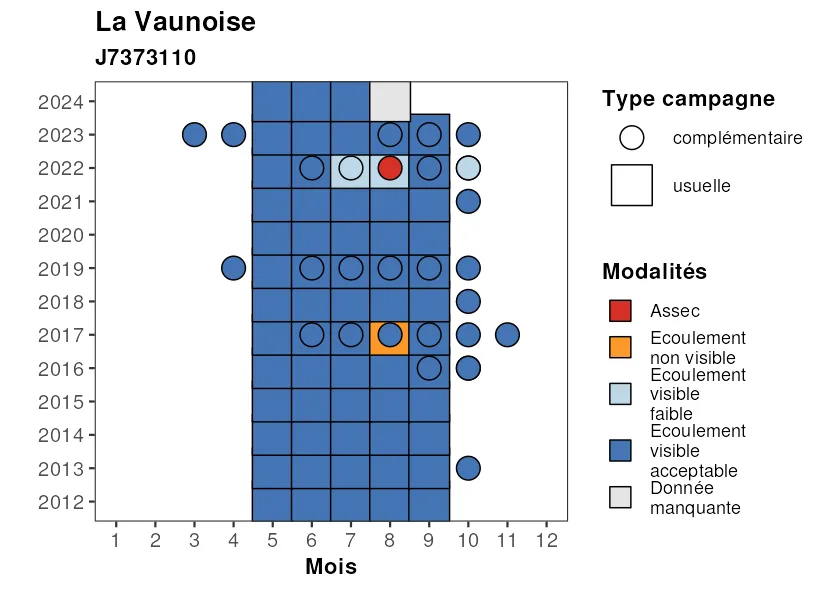 La Vaunoise
J7373110
2024
2023
2022
2021
2020
2019
2018
2017
2016
2015
2014
2013
2012
1 2 3 4 5 6 7 8 9 10 11 12
Mois
Type campagne
complémentaire
usuelle
Modalités
Assec
Ecoulement
non visible
Ecoulement
visible
faible
Ecoulement
visible
acceptable
Donnée
manquante